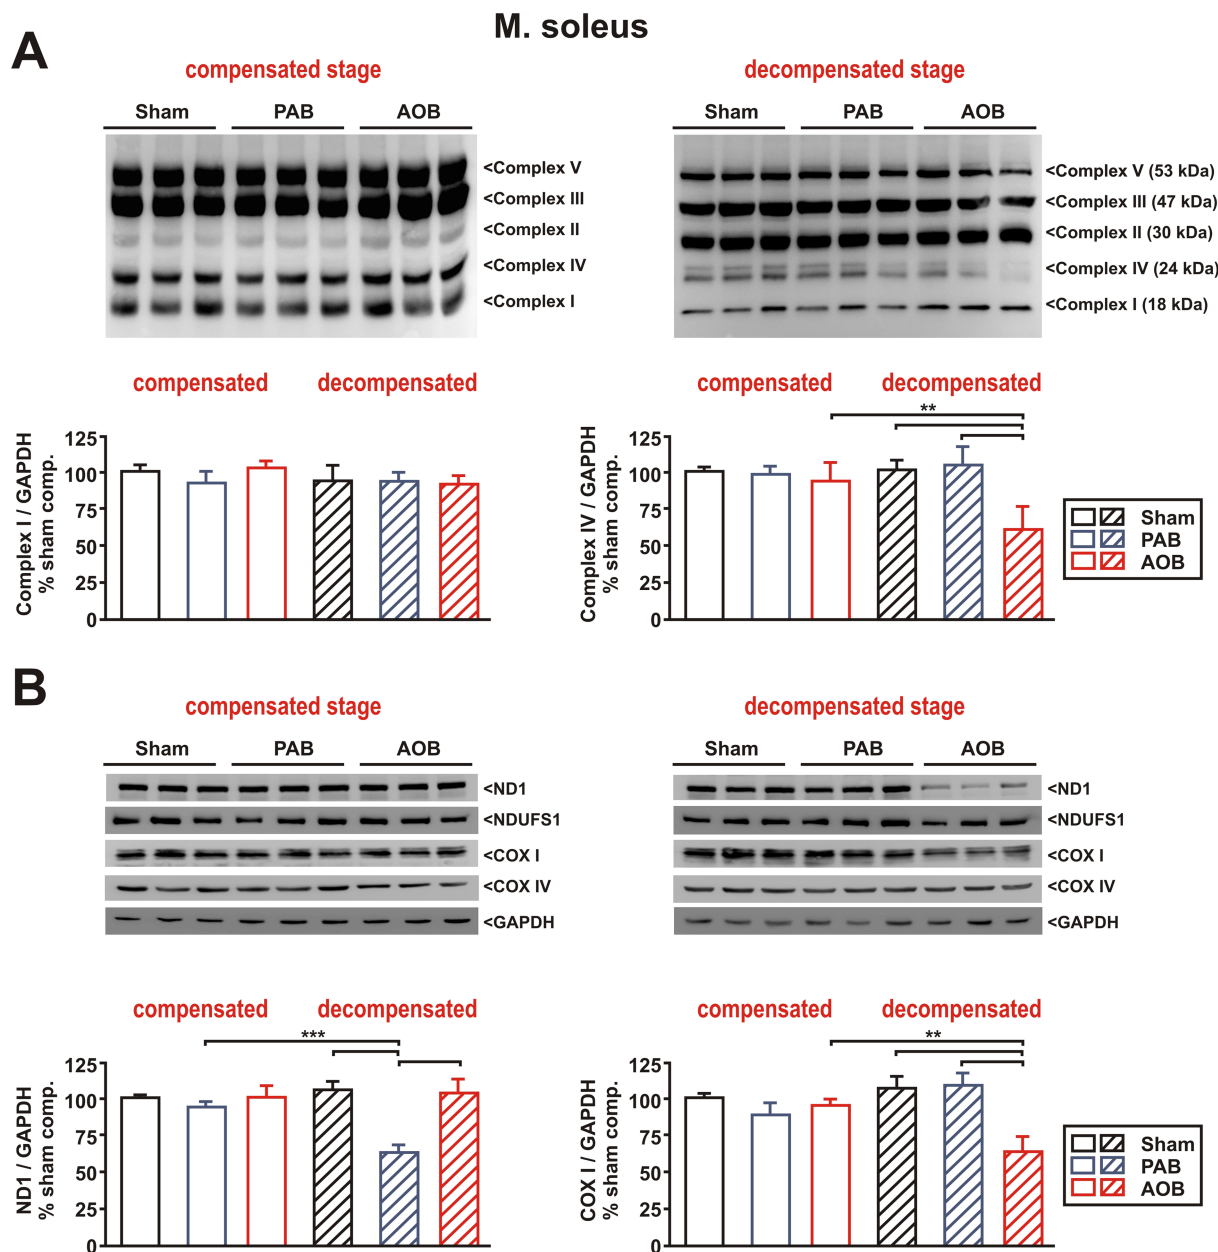 M. soleus
A
compensated stage
decompensated stage
Sham PAB AOB
Sham PAB AOB
<Complex V
<Complex III
<Complex II
<Complex IV
<Complex I
<Complex V (53 kDa)
<Complex III (47 kDa)
<Complex II (30 kDa)
<Complex IV (24 kDa)
<Complex I (18 kDa)
compensated decompensated
Complex I / GAPDH
% sham comp.
125
100
75
50
25
0
compensated decompensated
**
Complex IV / GAPDH
% sham comp.
125
100
75
50
25
0
Sham
PAB
AOB
B
compensated stage
decompensated stage
Sham PAB AOB
Sham PAB AOB
<ND1
<NDUFS1
<COX I
<COX IV
<GAPDH
<ND1
<NDUFS1
<COX I
<COX IV
<GAPDH
compensated decompensated
***
ND1 / GAPDH
% sham comp.
125
100
75
50
25
0
compensated decompensated
**
COX I / GAPDH
% sham comp.
125
100
75
50
25
0
Sham
PAB
AOB